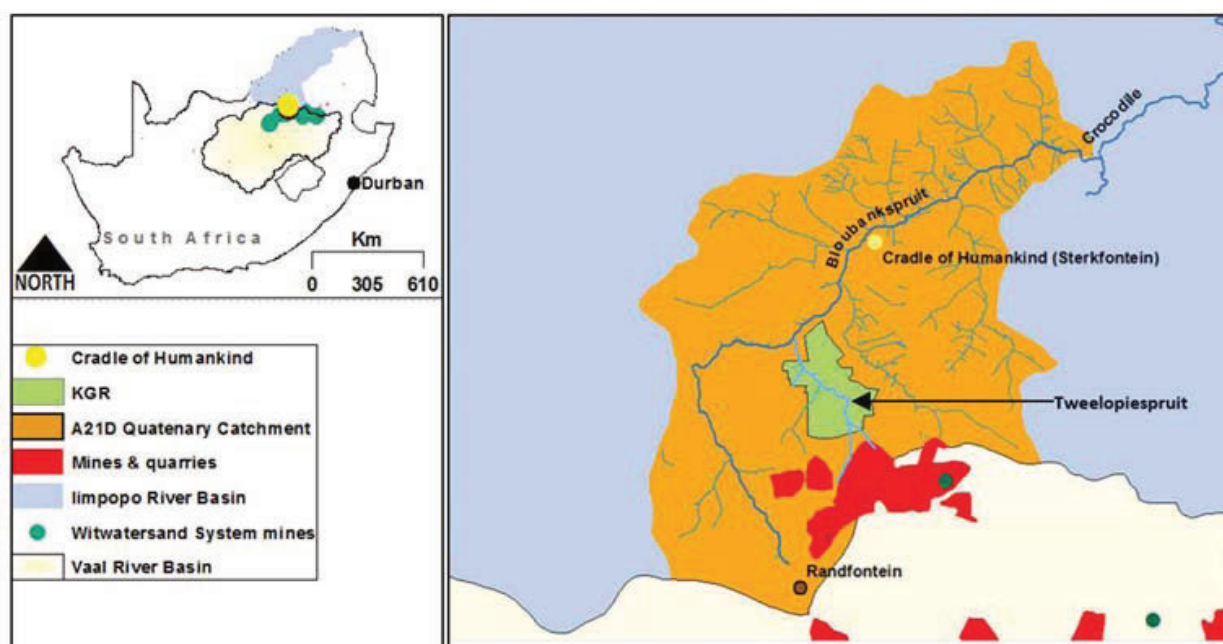 Durban
South Africa
Km
NORTH
0 305 610
Cradle of Humankind
KGR
A21D Quatenary Catchment
Mines & quarries
limpopo River Basin
Witwatersand System mines
Vaal River Basin
Crocodile
Bloubankspruit
Cradle of Humankind (Sterkfontein)
Tweelopiespruit
Randfontein